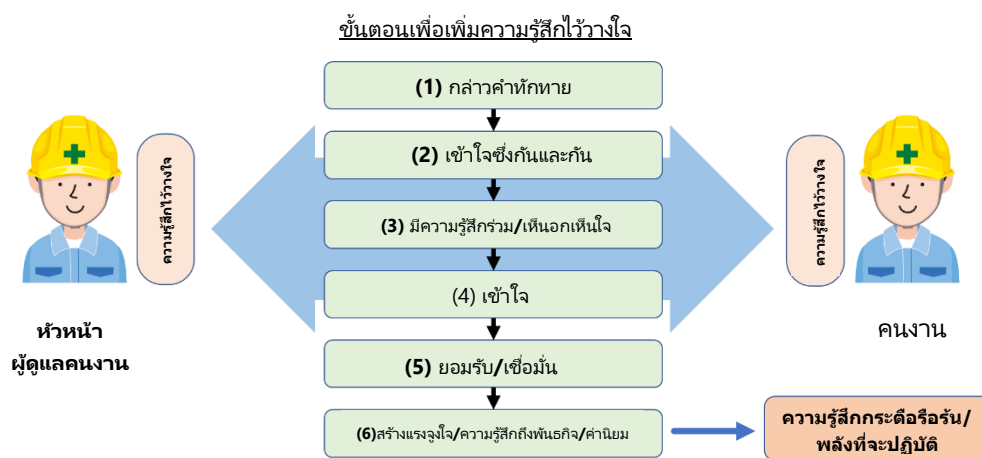 ขั้นตอนเพื่อเพิ่มความรู้สึกไว้วางใจ
(1) กล่าวคำทักทาย
(2) เข้าใจซึ่งกันและกัน
(3) มีความรู้สึกร่วม/เห็นอกเห็นใจ
(4) เข้าใจ
(5) ยอมรับ/เชื่อมั่น
(6)สร้างแรงจูงใจ/ความรู้สึกถึงพันธกิจ/ค่านิยม
ความรู้สึกไว้วางใจ
ความรู้สึกไว้วางใจ
หัวหน้า
ผู้ดูแลคนงาน
คนงาน
ความรู้สึกกระตือรือร้น/
พลังที่จะปฏิบัติ